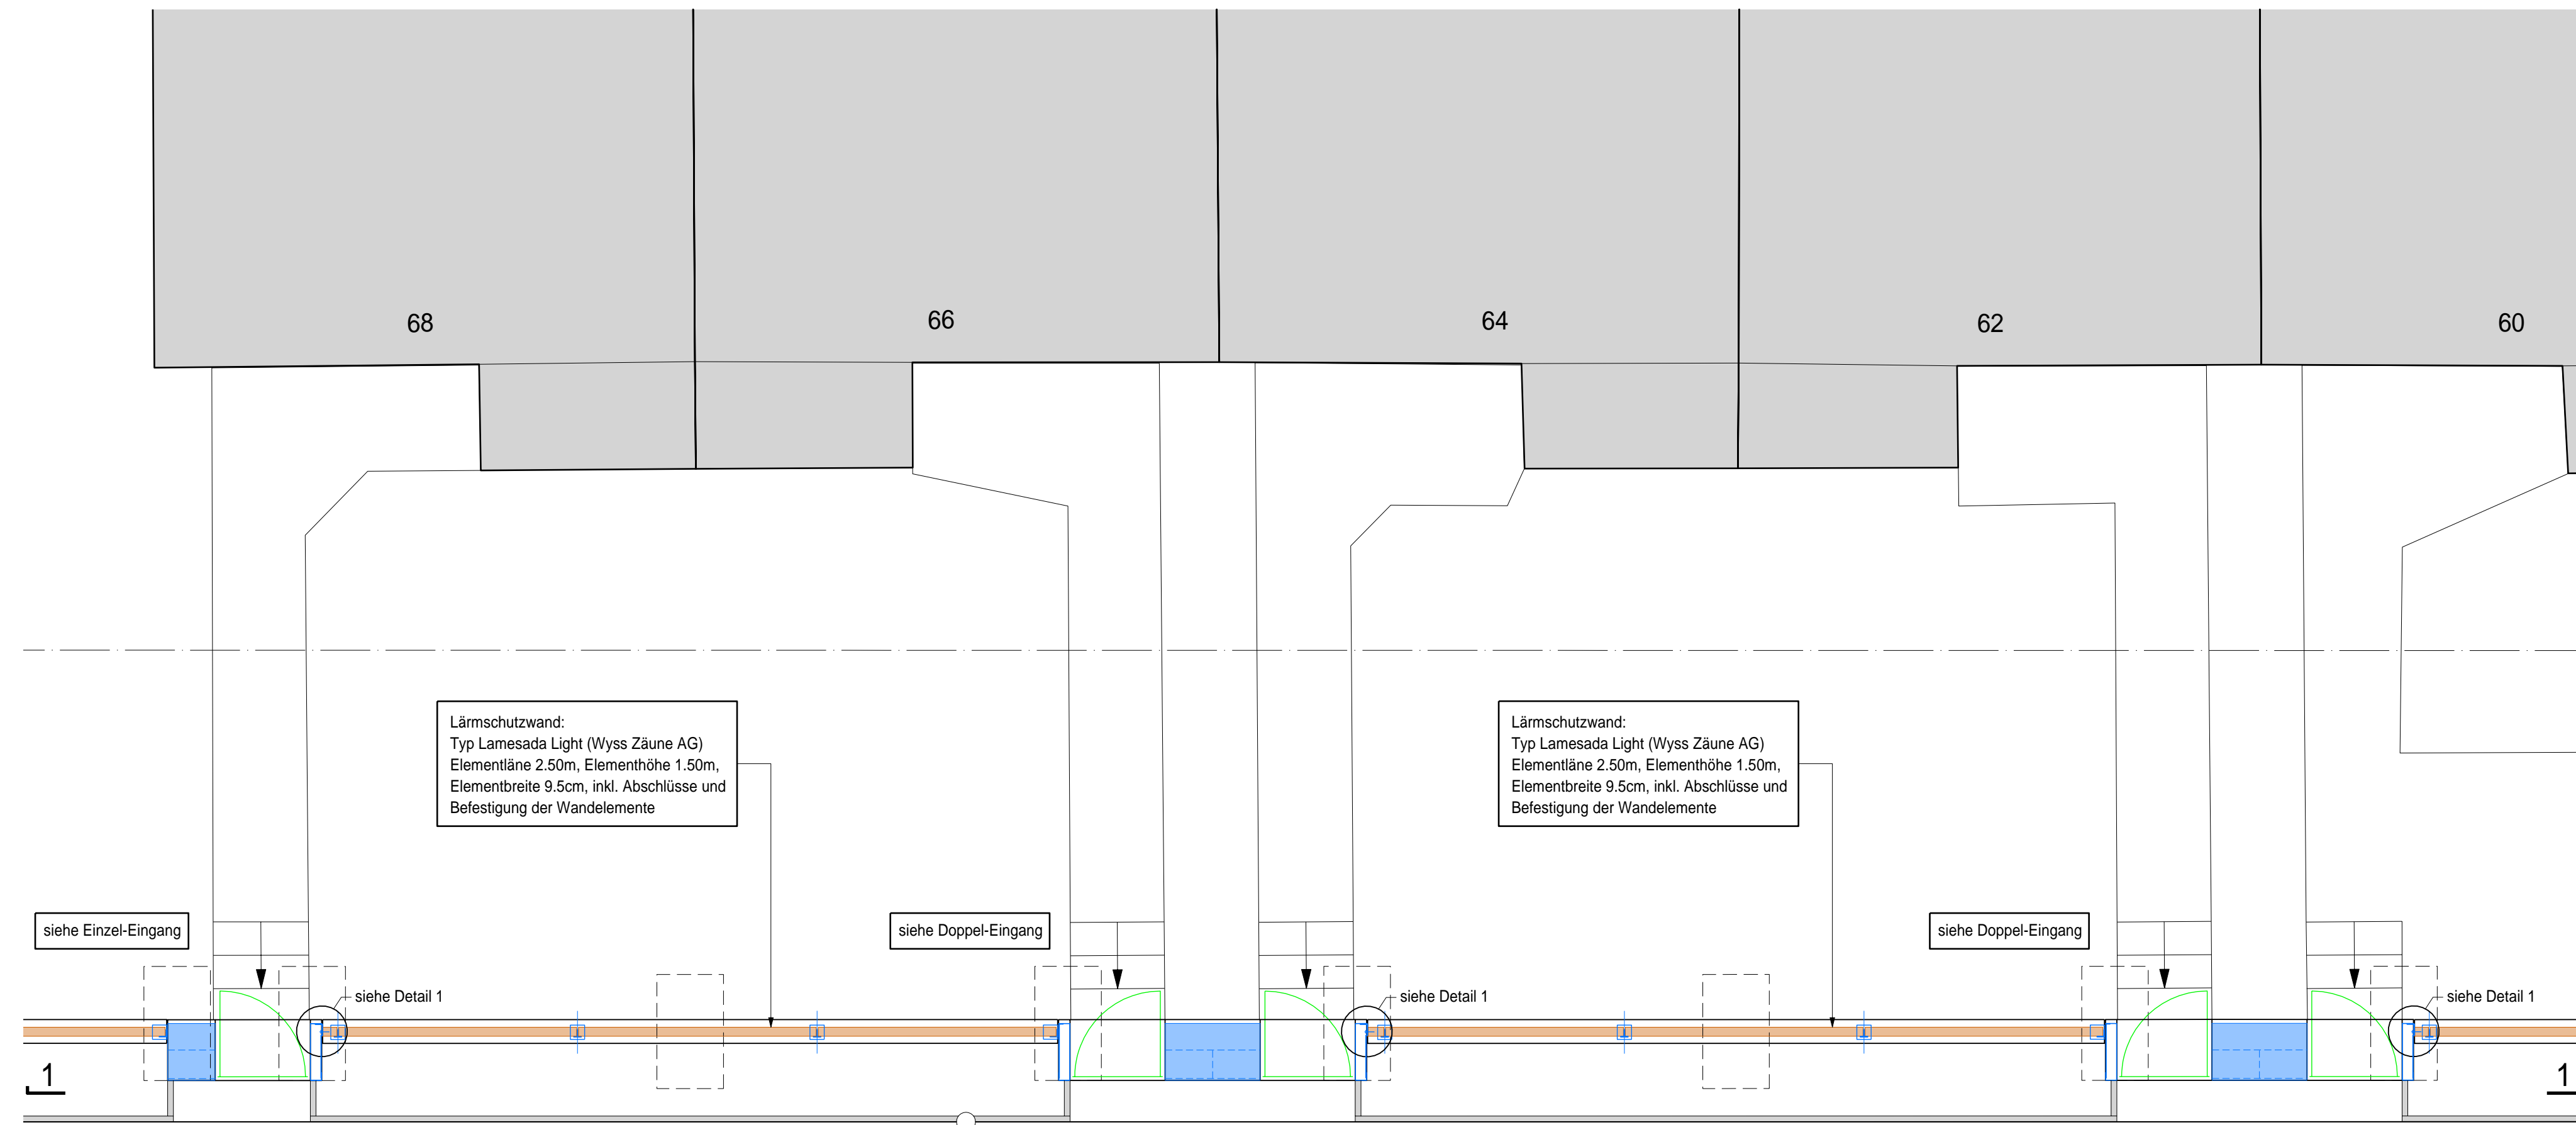 68
66
64
62
60
Lärmschutzwand:
Typ Lamesada Light (Wyss Zäune AG)
Elementläne 2.50m, Elementhöhe 1.50m,
Elementbreite 9.5cm, inkl. Abschlüsse und
Befestigung der Wandelemente
Lärmschutzwand:
Typ Lamesada Light (Wyss Zäune AG)
Elementläne 2.50m, Elementhöhe 1.50m,
Elementbreite 9.5cm, inkl. Abschlüsse und
Befestigung der Wandelemente
siehe Einzel-Eingang
siehe Doppel-Eingang
siehe Doppel-Eingang
siehe Detail 1
siehe Detail 1
siehe Detail 1
1
1